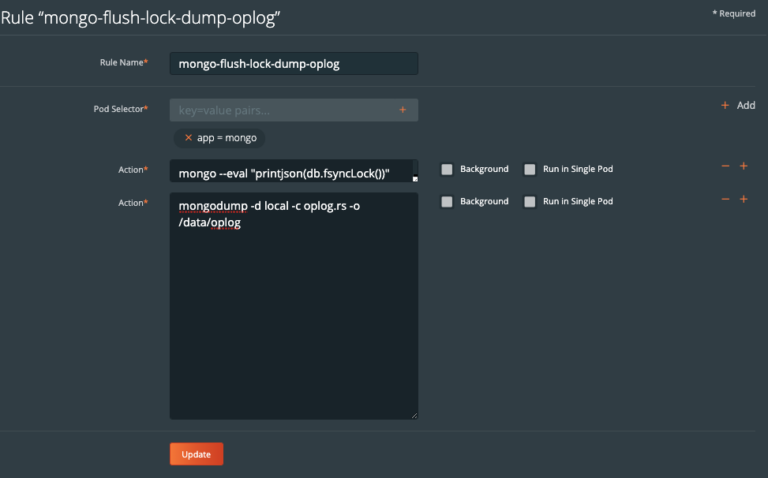 Rule “mongo-flush-lock-dump-oplog”
* Required
Rule Name*
mongo-flush-lock-dump-oplog
Pod Selector*
key=value pairs...
+
+ Add
× app = mongo
Action*
mongo --eval "printjson(db.fsyncLock())"
Background
Run in Single Pod
− +
Action*
mongodump -d local -c oplog.rs -o
/data/oplog
Background
Run in Single Pod
− +
Update